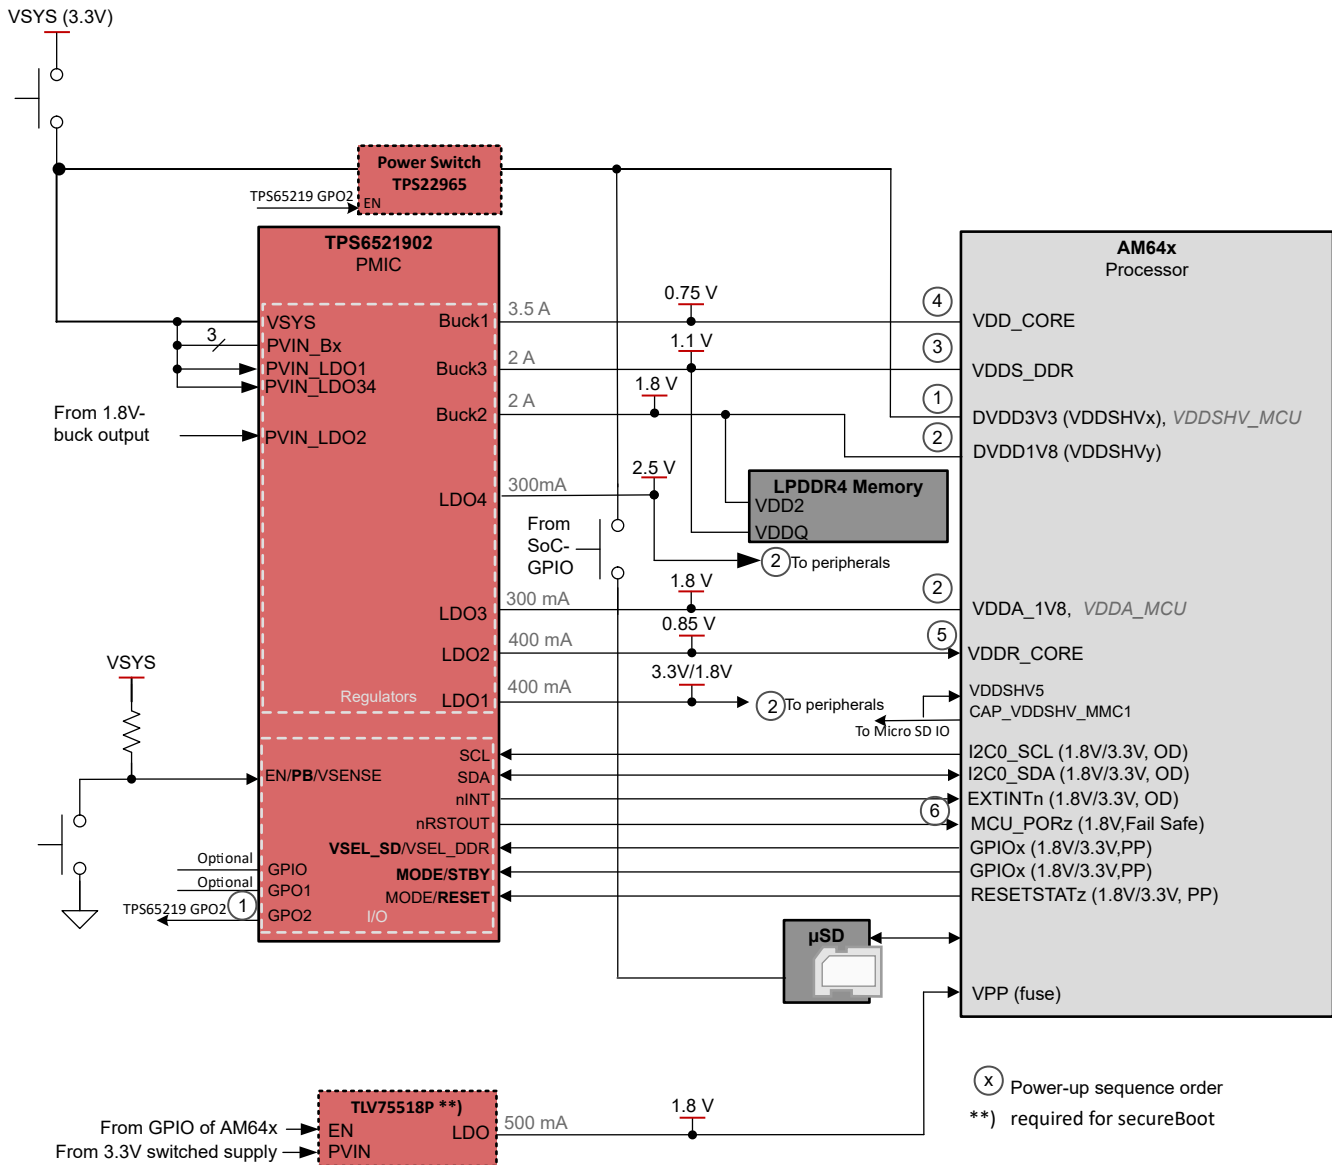 VSYS (3.3V)
Power Switch
TPS22965
TPS65219 GPO2
EN
TPS6521902
PMIC
AM64x
Processor
VSYS
PVIN_Bx
3
PVIN_LDO1
PVIN_LDO34
From 1.8V-
buck output
PVIN_LDO2
Buck1
3.5 A
0.75 V
4
VDD_CORE
Buck3
2 A
1.1 V
3
VDDS_DDR
Buck2
2 A
1.8 V
1
DVDD3V3 (VDDSHVx), VDDSHV_MCU
2
DVDD1V8 (VDDSHVy)
LDO4
300mA
2.5 V
LPDDR4 Memory
VDD2
VDDQ
From
SoC-
GPIO
2
To peripherals
LDO3
300 mA
1.8 V
2
VDDA_1V8, VDDA_MCU
LDO2
400 mA
0.85 V
5
VDDR_CORE
LDO1
400 mA
3.3V/1.8V
2
To peripherals
Regulators
VDDSHV5
CAP_VDDSHV_MMC1
To Micro SD IO
VSYS
EN/PB/VSENSE
SCL
SDA
nINT
nRSTOUT
VSEL_SD/VSEL_DDR
MODE/STBY
MODE/RESET
I2C0_SCL (1.8V/3.3V, OD)
I2C0_SDA (1.8V/3.3V, OD)
EXTINTn (1.8V/3.3V, OD)
6
MCU_PORz (1.8V,Fail Safe)
GPIOx (1.8V/3.3V,PP)
GPIOx (1.8V/3.3V,PP)
RESETSTATz (1.8V/3.3V, PP)
Optional
GPIO
Optional
GPO1
TPS65219 GPO2
1
GPO2
I/O
µSD
VPP (fuse)
TLV75518P **)
From GPIO of AM64x
EN
From 3.3V switched supply
PVIN
LDO
500 mA
1.8 V
x
Power-up sequence order
**) required for secureBoot